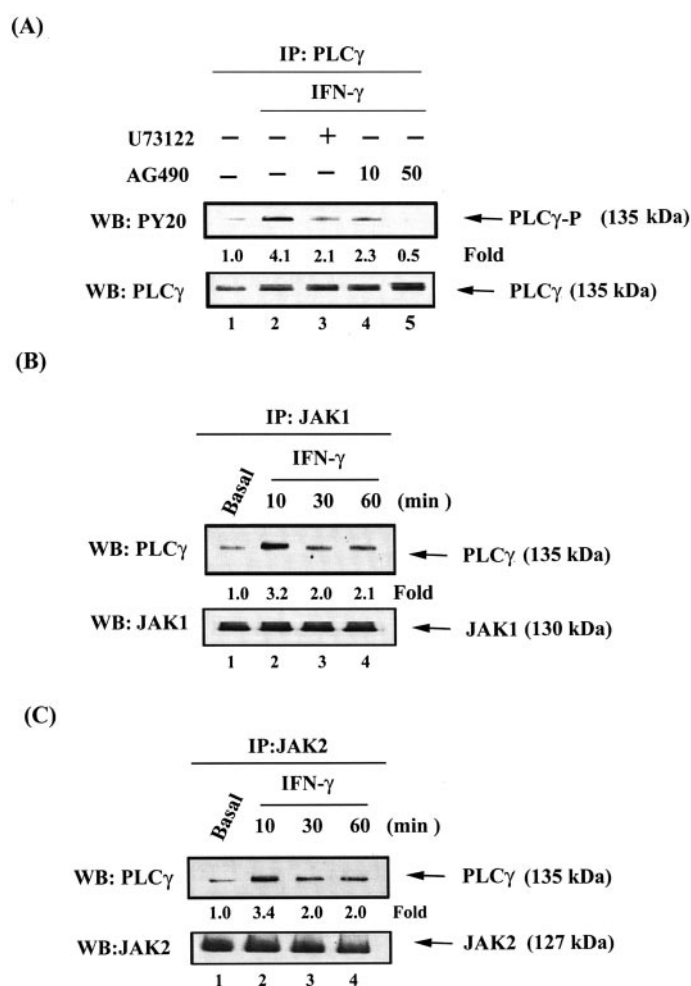 (A)
IP: PLCγ
IFN-γ
U73122 – – + – –
AG490 – – – 10 50
WB: PY20
PLCγ-P (135 kDa)
1.0 4.1 2.1 2.3 0.5 Fold
WB: PLCγ
PLCγ (135 kDa)
1 2 3 4 5
(B)
IP: JAK1
IFN-γ
Basal 10 30 60 (min )
WB: PLCγ
PLCγ (135 kDa)
1.0 3.2 2.0 2.1 Fold
WB: JAK1
JAK1 (130 kDa)
1 2 3 4
(C)
IP:JAK2
IFN-γ
Basal 10 30 60 (min )
WB: PLCγ
PLCγ (135 kDa)
1.0 3.4 2.0 2.0 Fold
WB:JAK2
JAK2 (127 kDa)
1 2 3 4